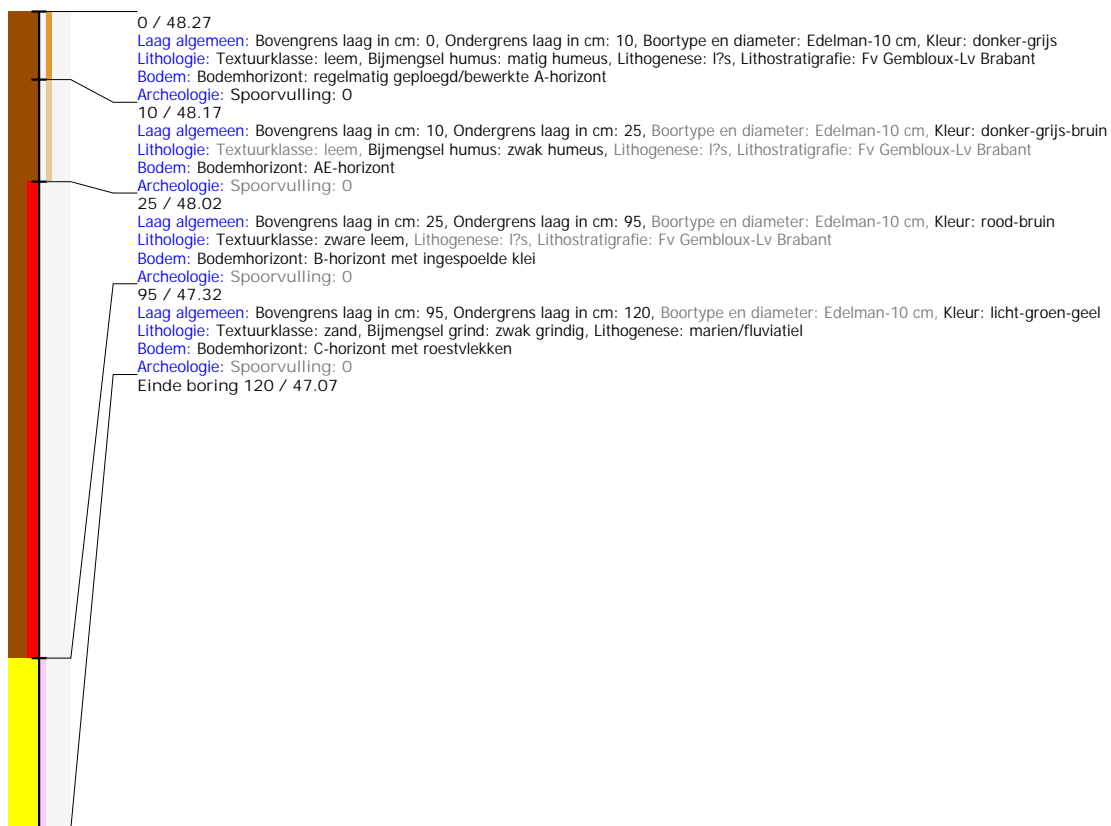 0 / 48.27
Laag algemeen: Bovengrens laag in cm: 0, Ondergrens laag in cm: 10, Boortype en diameter: Edelman-10 cm, Kleur: donker-grijs
Lithologie: Textuurklasse: leem, Bijmengsel humus: matig humeus, Lithogenese: l?s, Lithostratigrafie: Fv Gembloux-Lv Brabant
Bodem: Bodemhorizont: regelmatig geploegd/bewerkte A-horizont
Archeologie: Spoorvulling: 0
10 / 48.17
Laag algemeen: Bovengrens laag in cm: 10, Ondergrens laag in cm: 25, Boortype en diameter: Edelman-10 cm, Kleur: donker-grijs-bruin
Lithologie: Textuurklasse: leem, Bijmengsel humus: zwak humeus, Lithogenese: l?s, Lithostratigrafie: Fv Gembloux-Lv Brabant
Bodem: Bodemhorizont: AE-horizont
Archeologie: Spoorvulling: 0
25 / 48.02
Laag algemeen: Bovengrens laag in cm: 25, Ondergrens laag in cm: 95, Boortype en diameter: Edelman-10 cm, Kleur: rood-bruin
Lithologie: Textuurklasse: zware leem, Lithogenese: l?s, Lithostratigrafie: Fv Gembloux-Lv Brabant
Bodem: Bodemhorizont: B-horizont met ingespoelde klei
Archeologie: Spoorvulling: 0
95 / 47.32
Laag algemeen: Bovengrens laag in cm: 95, Ondergrens laag in cm: 120, Boortype en diameter: Edelman-10 cm, Kleur: licht-groen-geel
Lithologie: Textuurklasse: zand, Bijmengsel grind: zwak grindig, Lithogenese: marien/fluviatiel
Bodem: Bodemhorizont: C-horizont met roestvlekken
Archeologie: Spoorvulling: 0
Einde boring 120 / 47.07